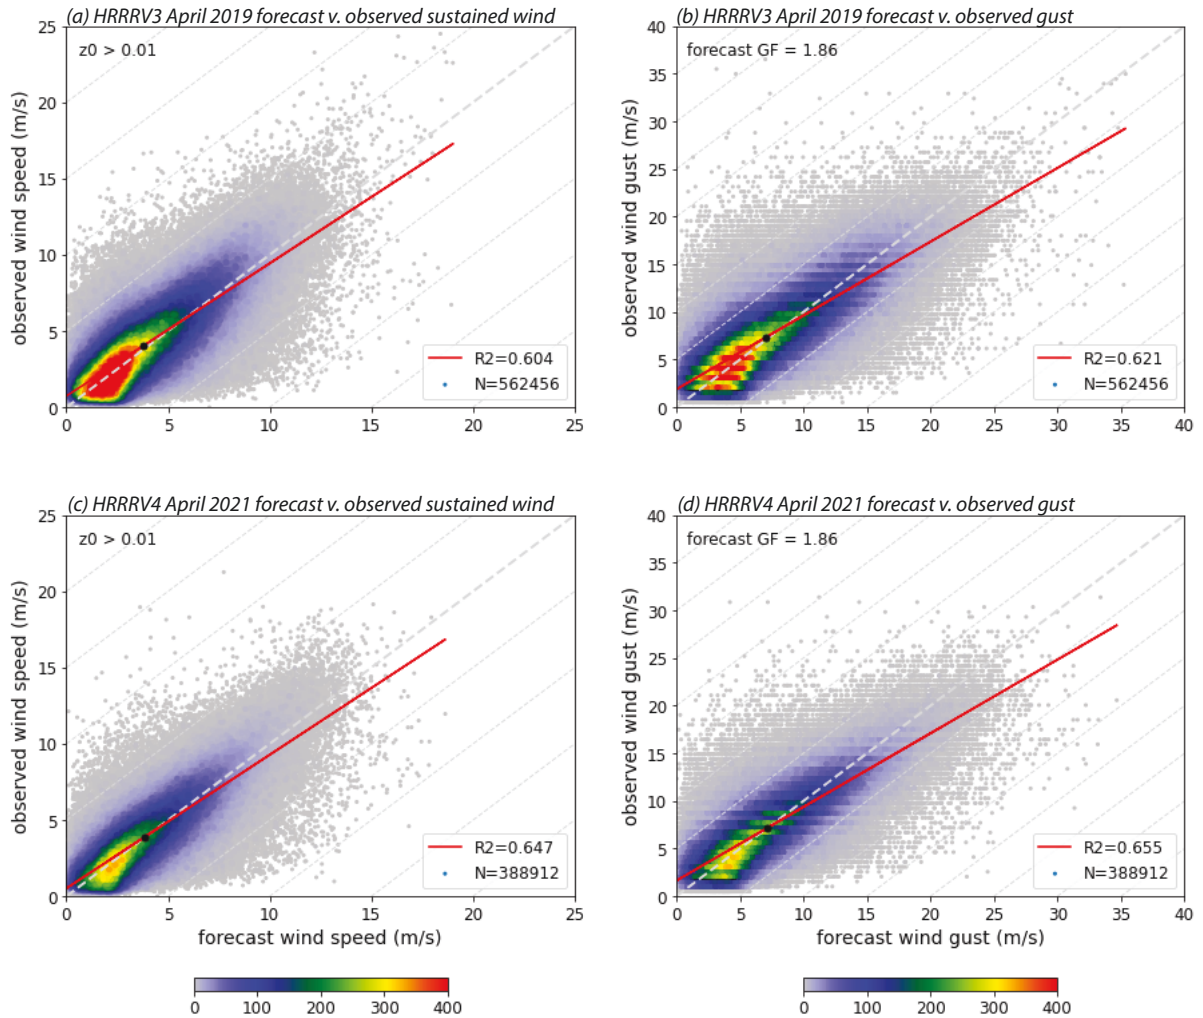 (a) HRRRV3 April 2019 forecast v. observed sustained wind
z0 > 0.01
25
20
15
10
5
0
observed wind speed (m/s)
R2=0.604
N=562456
0 5 10 15 20 25
(b) HRRRV3 April 2019 forecast v. observed gust
forecast GF = 1.86
40
35
30
25
20
15
10
5
0
observed wind gust (m/s)
R2=0.621
N=562456
0 5 10 15 20 25 30 35 40
(c) HRRRV4 April 2021 forecast v. observed sustained wind
z0 > 0.01
25
20
15
10
5
0
observed wind speed (m/s)
R2=0.647
N=388912
0 5 10 15 20 25
forecast wind speed (m/s)
0 100 200 300 400
(d) HRRRV4 April 2021 forecast v. observed gust
forecast GF = 1.86
40
35
30
25
20
15
10
5
0
observed wind gust (m/s)
R2=0.655
N=388912
0 5 10 15 20 25 30 35 40
forecast wind gust (m/s)
0 100 200 300 400